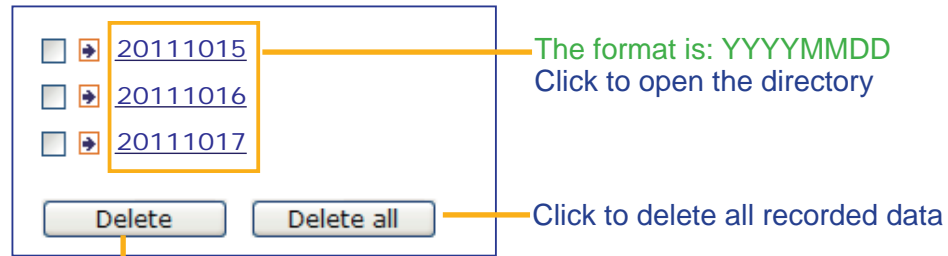 20111015
The format is: YYYYMMDD
Click to open the directory
20111016
20111017
Delete
Delete all
Click to delete all recorded data